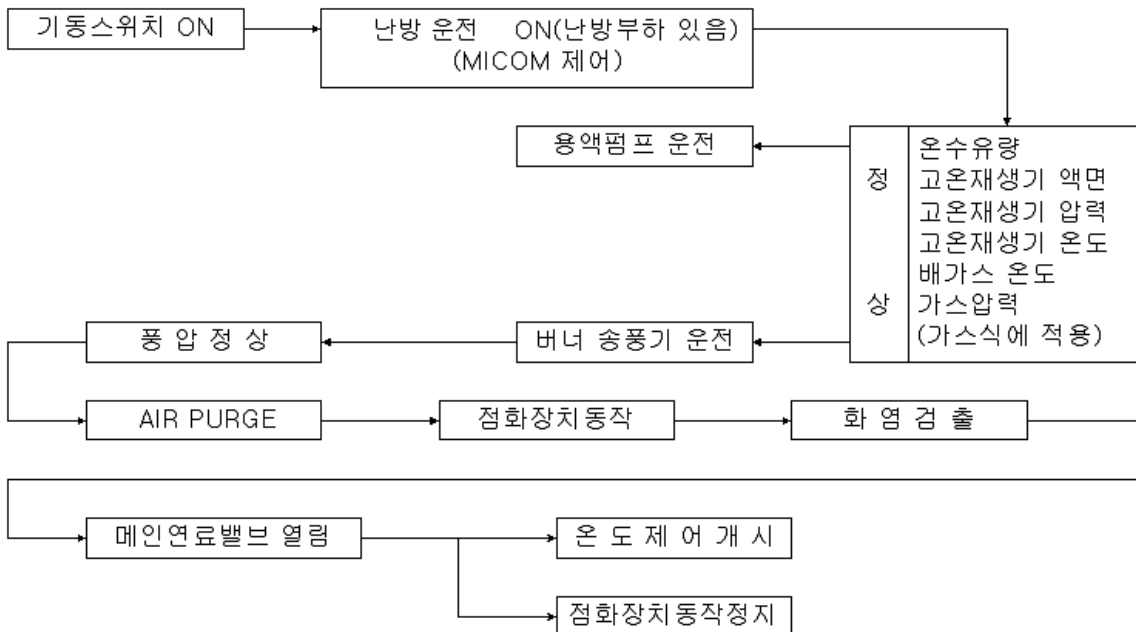 기동스위치 ON
난방 운전 ON(난방부하 있음)
(MICOM 제어)
용액펌프 운전
정
상
온수유량
고온재생기 액면
고온재생기 압력
고온재생기 온도
배가스 온도
가스압력
(가스식에 적용)
풍 압 정 상
버너 송풍기 운전
AIR PURGE
점화장치동작
화 염 검 출
메인연료밸브 열림
온 도 제 어 개 시
점화장치동작정지